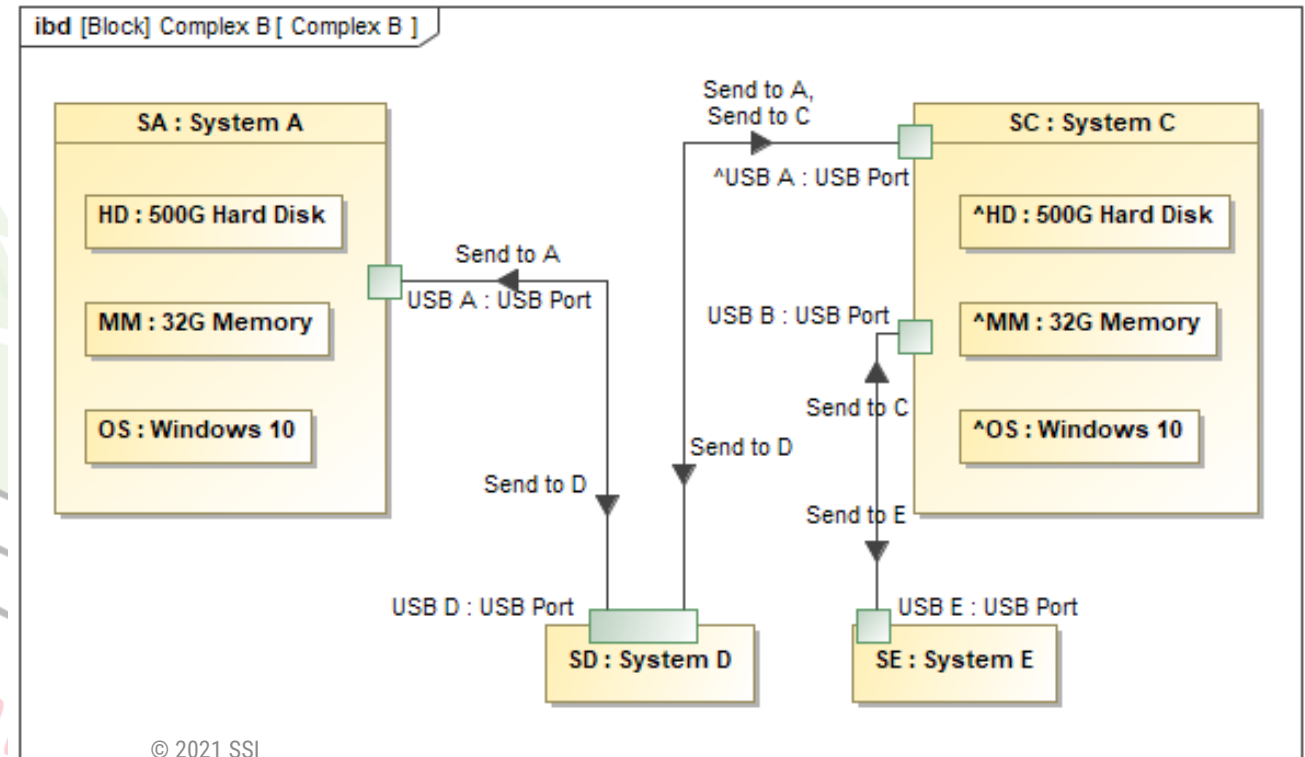 ibd [Block] Complex B [ Complex B ]
SA : System A
HD : 500G Hard Disk
MM : 32G Memory
OS : Windows 10
Send to A
USB A : USB Port
Send to D
Send to A,
Send to C
^USB A : USB Port
Send to D
SC : System C
^HD : 500G Hard Disk
^MM : 32G Memory
^OS : Windows 10
USB B : USB Port
Send to C
Send to E
USB D : USB Port
SD : System D
USB E : USB Port
SE : System E
© 2021 SSI